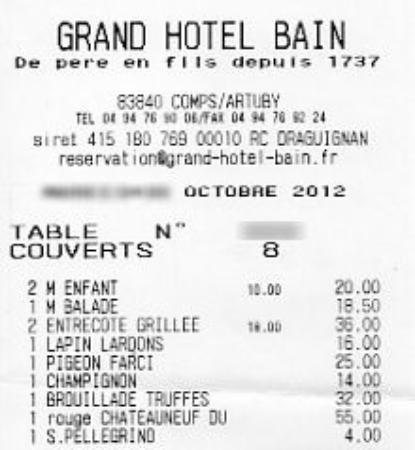 GRAND HOTEL BAIN
De pere en fils depuis 1737
83840 COMPS/ARTUBY
TEL 04 94 76 90 06/FAX 04 94 76 92 24
siret 415 180 769 00010 RC DRAGUIGNAN
reservation@grand-hotel-bain.fr
OCTOBRE 2012
TABLE N°
COUVERTS 8
2 M ENFANT 10.00 20.00
1 M BALADE 18.50
2 ENTRECOTE GRILLEE 18.00 36.00
1 LAPIN LARDONS 16.00
1 PIGEON FARCI 25.00
1 CHAMPIGNON 14.00
1 BROUILLADE TRUFFES 32.00
1 rouge CHATEAUNEUF DU 55.00
1 S.PELLEGRINO 4.00